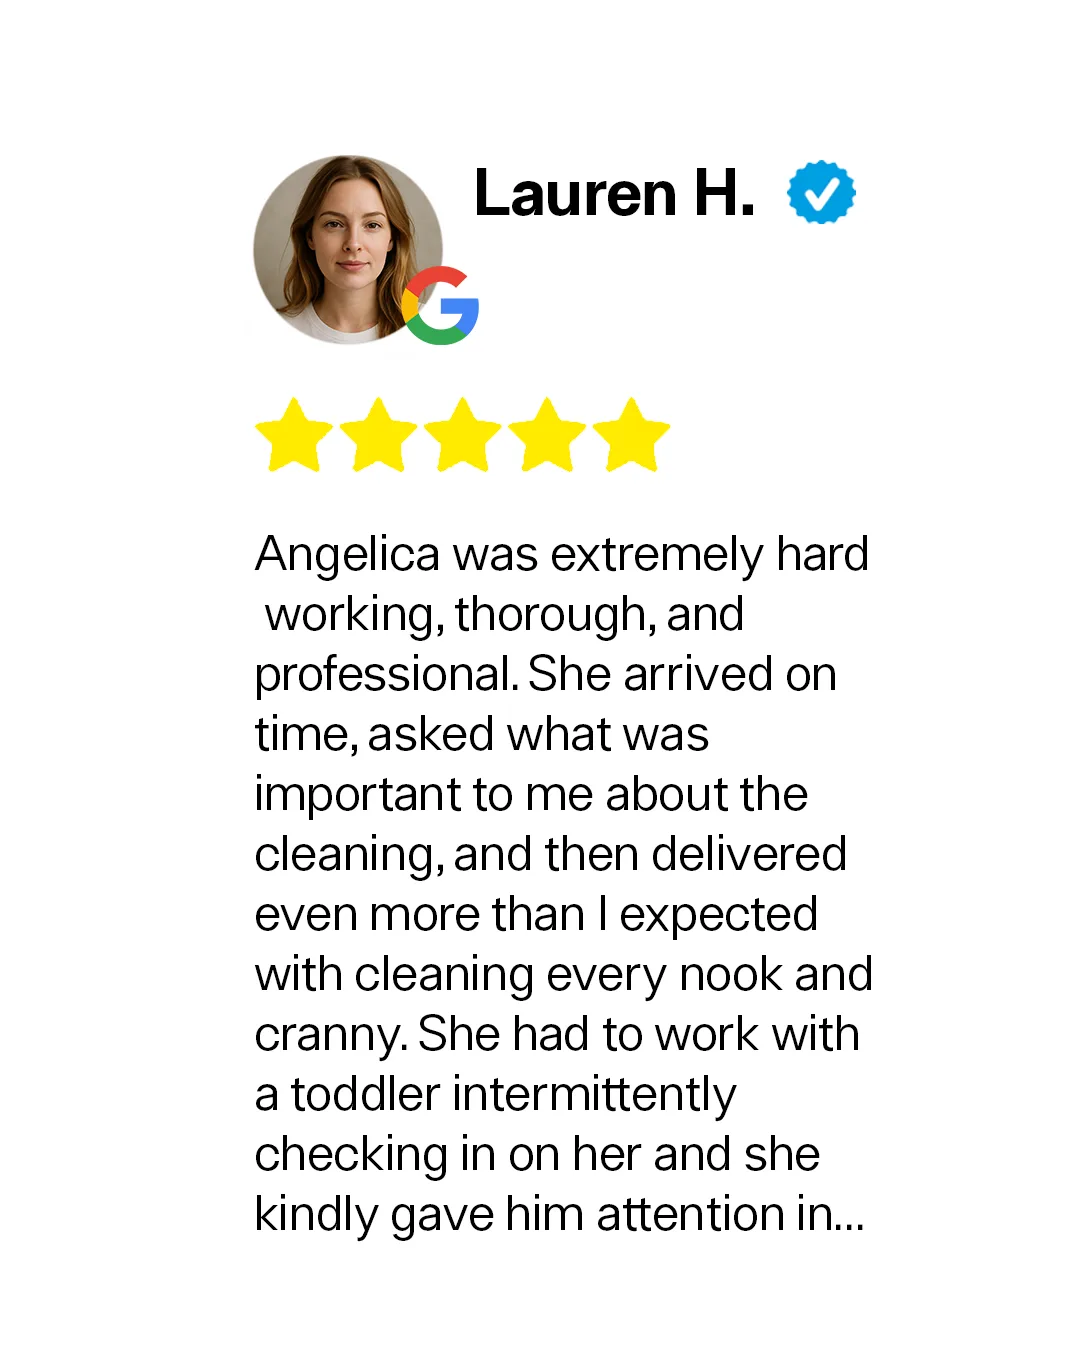 Lauren H.
Angelica was extremely hard
working, thorough, and
professional. She arrived on
time, asked what was
important to me about the
cleaning, and then delivered
even more than I expected
with cleaning every nook and
cranny. She had to work with
a toddler intermittently
checking in on her and she
kindly gave him attention in...